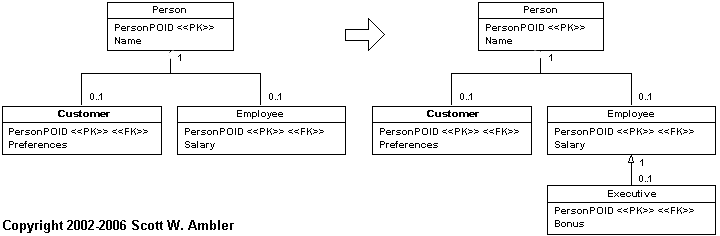 Person
PersonPOID <<PK>>
Name
1
0..1
0..1
Customer
PersonPOID <<PK>> <<FK>>
Preferences
Employee
PersonPOID <<PK>> <<FK>>
Salary
Person
PersonPOID <<PK>>
Name
1
0..1
0..1
Customer
PersonPOID <<PK>> <<FK>>
Preferences
Employee
PersonPOID <<PK>> <<FK>>
Salary
1
0..1
Executive
PersonPOID <<PK>> <<FK>>
Bonus
Copyright 2002-2006 Scott W. Ambler